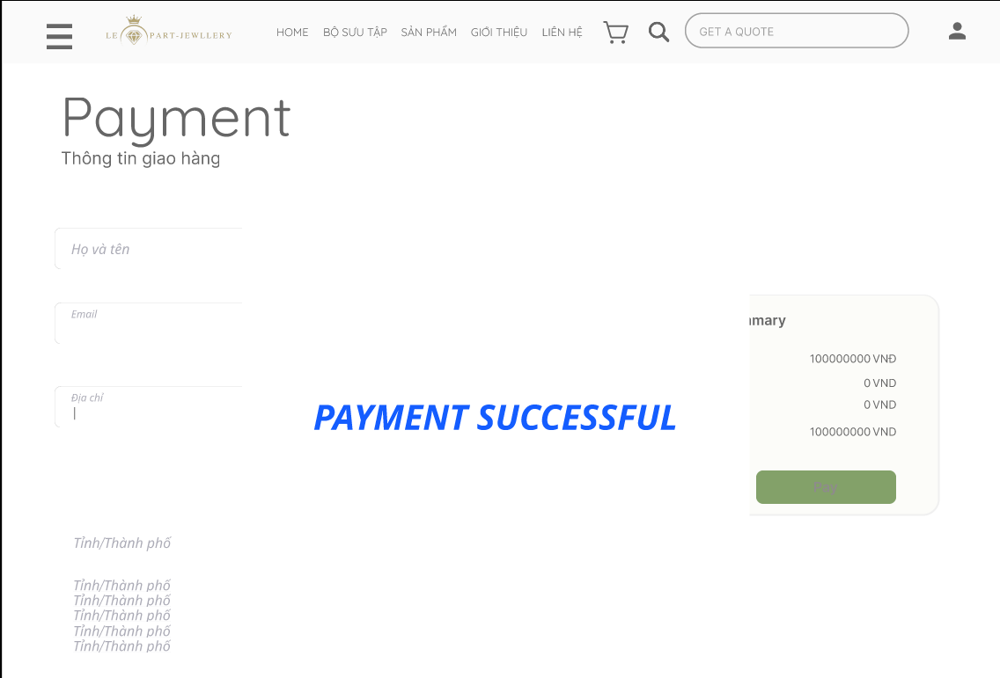 LE PART-JEWLLERY
HOME BỘ SƯU TẬP SẢN PHẨM GIỚI THIỆU LIÊN HỆ GET A QUOTE
Payment
Thông tin giao hàng
Họ và tên
Email
Địa chỉ
mmary
100000000 VNĐ
0 VND
0 VND
100000000 VND
PAYMENT SUCCESSFUL
Pay
Tỉnh/Thành phố
Tỉnh/Thành phố
Tỉnh/Thành phố
Tỉnh/Thành phố
Tỉnh/Thành phố
Tỉnh/Thành phố